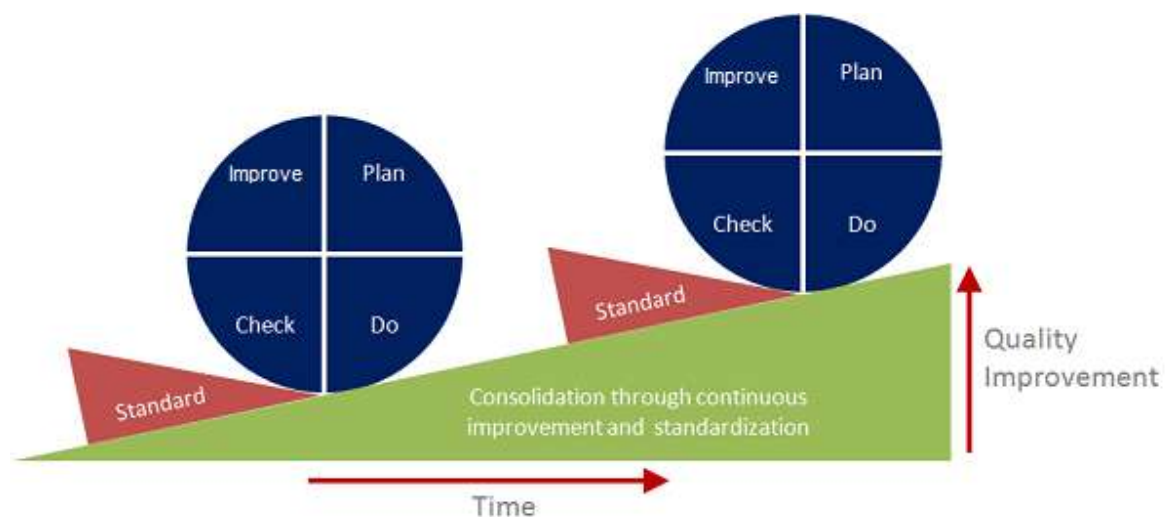 Improve
Plan
Improve
Plan
Check
Do
Check
Do
Standard
Standard
Quality
Improvement
Consolidation through continuous
improvement and standardization
Time